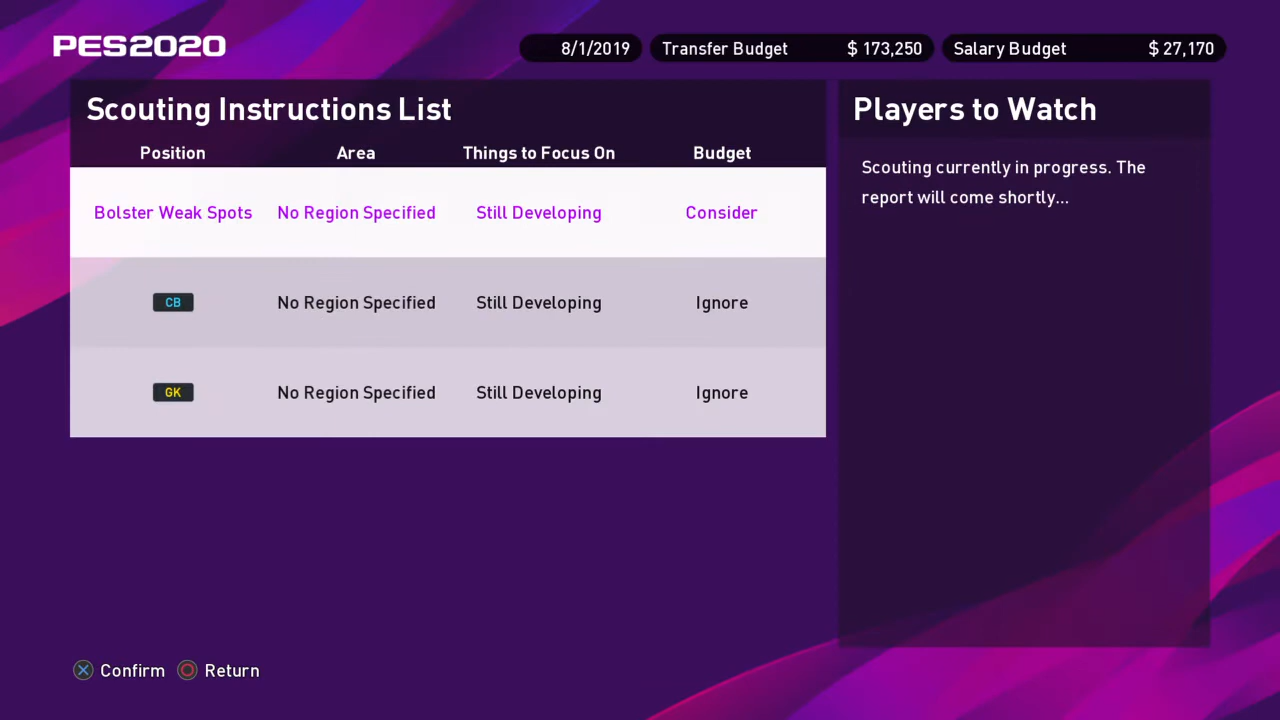 PES2020
8/1/2019 Transfer Budget $ 173,250 Salary Budget $ 27,170
Scouting Instructions List
Position Area Things to Focus On Budget
Bolster Weak Spots No Region Specified Still Developing Consider
CB No Region Specified Still Developing Ignore
GK No Region Specified Still Developing Ignore
Players to Watch
Scouting currently in progress. The
report will come shortly...
Confirm Return